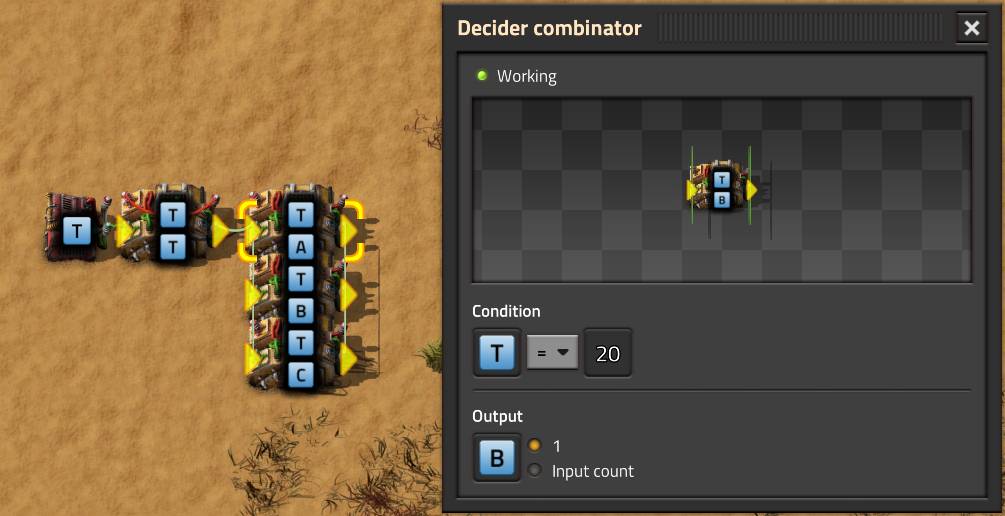 Decider combinator
Working
T
B
T
T
T
T
A
T
B
T
C
Condition
T = 20
Output
B 1
Input count